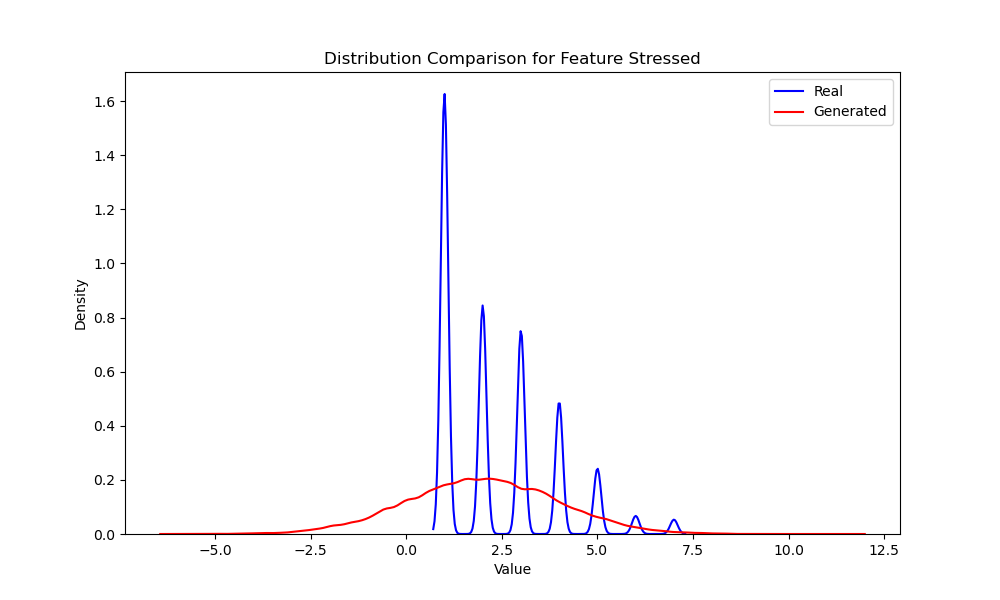 Distribution Comparison for Feature Stressed
Real
Generated
1.6
1.4
1.2
1.0
0.8
0.6
0.4
0.2
0.0
Density
−5.0 −2.5 0.0 2.5 5.0 7.5 10.0 12.5
Value